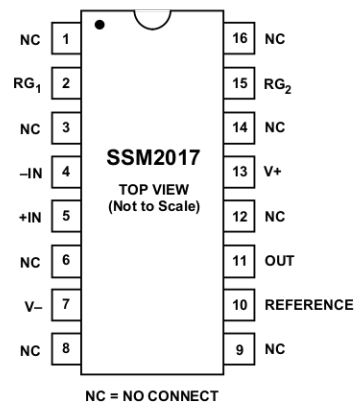 NC 1 16 NC
RG1 2 15 RG2
NC 3 14 NC
–IN 4 13 V+
+IN 5 12 NC
NC 6 11 OUT
V– 7 10 REFERENCE
NC 8 9 NC
SSM2017
TOP VIEW
(Not to Scale)
NC = NO CONNECT